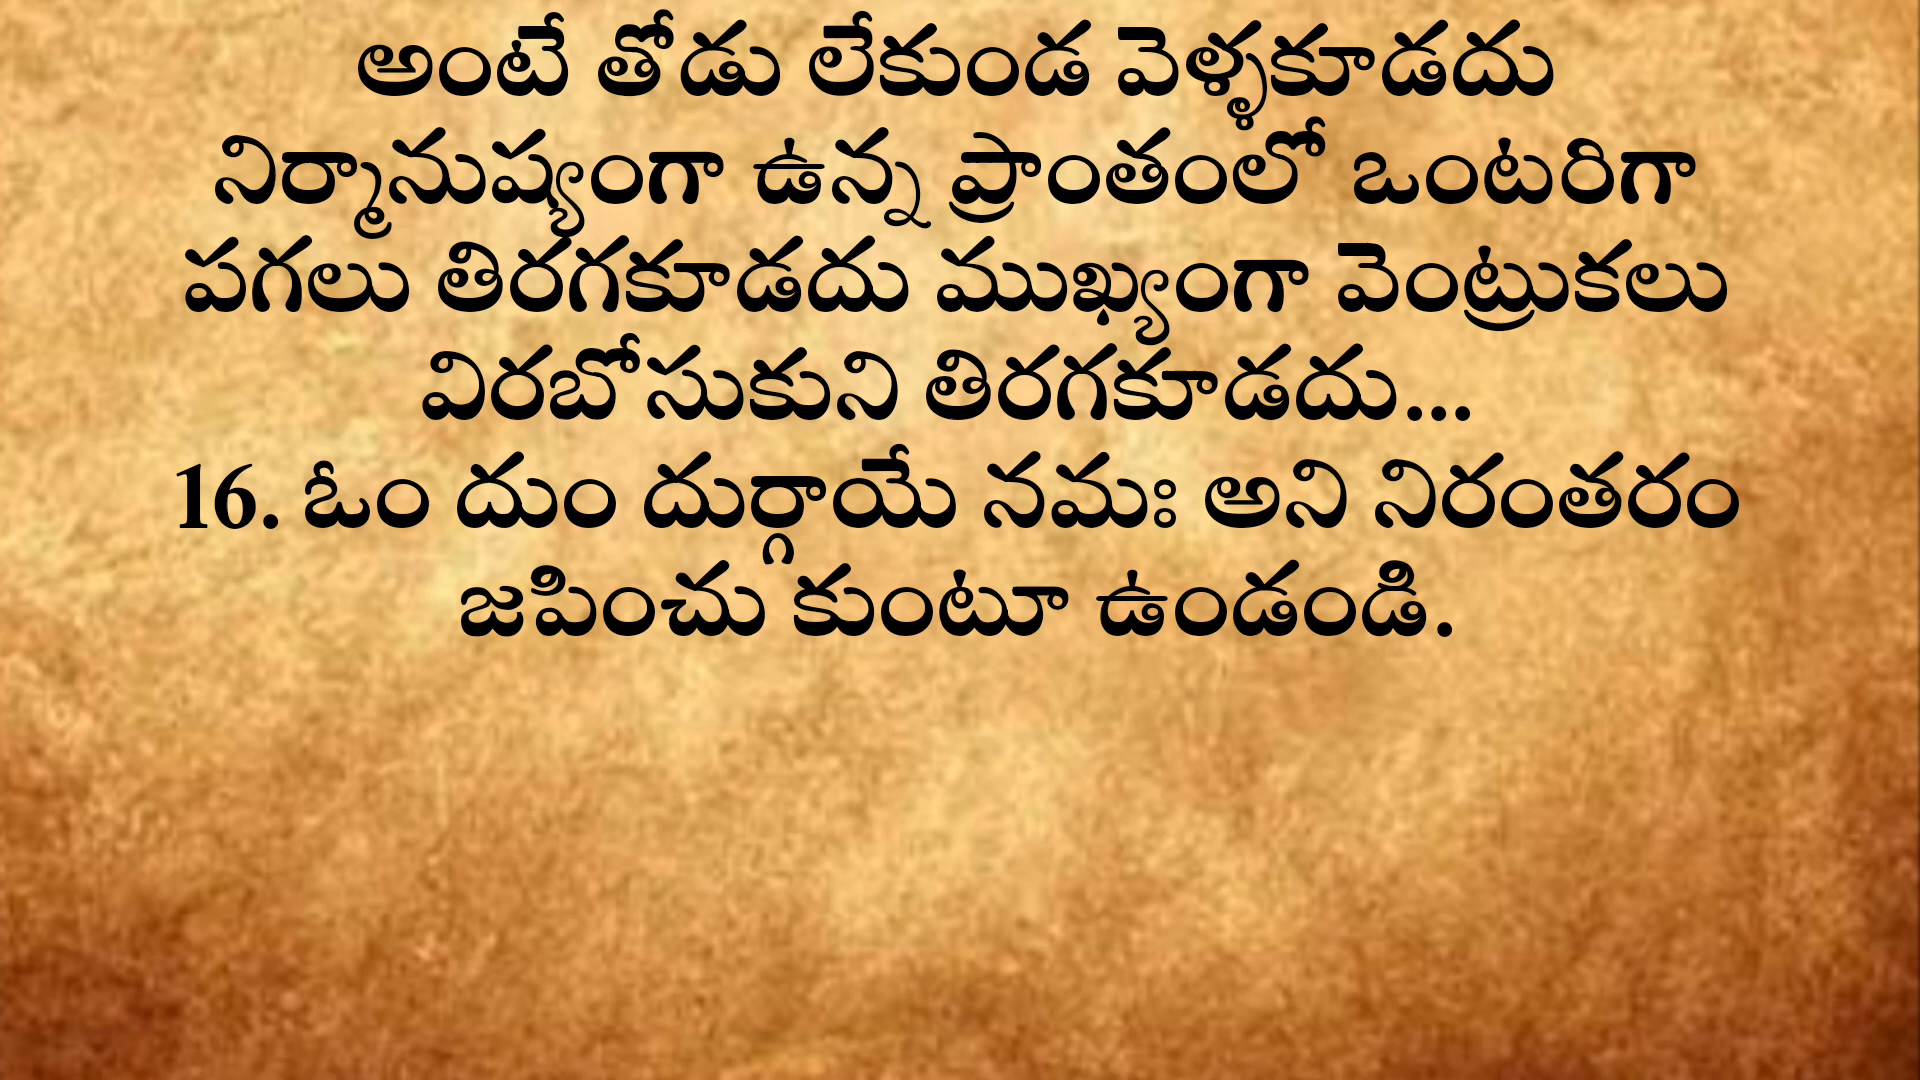 అంటే తోడు లేకుండ వెళ్ళకూడదు
నిర్మానుష్యంగా ఉన్న ప్రాంతంలో ఒంటరిగా
పగలు తిరగకూడదు ముఖ్యంగా వెంట్రుకలు
విరబోసుకుని తిరగకూడదు...
16. ఓం దుం దుర్గాయే నమః అని నిరంతరం
జపించు కుంటూ ఉండండి.